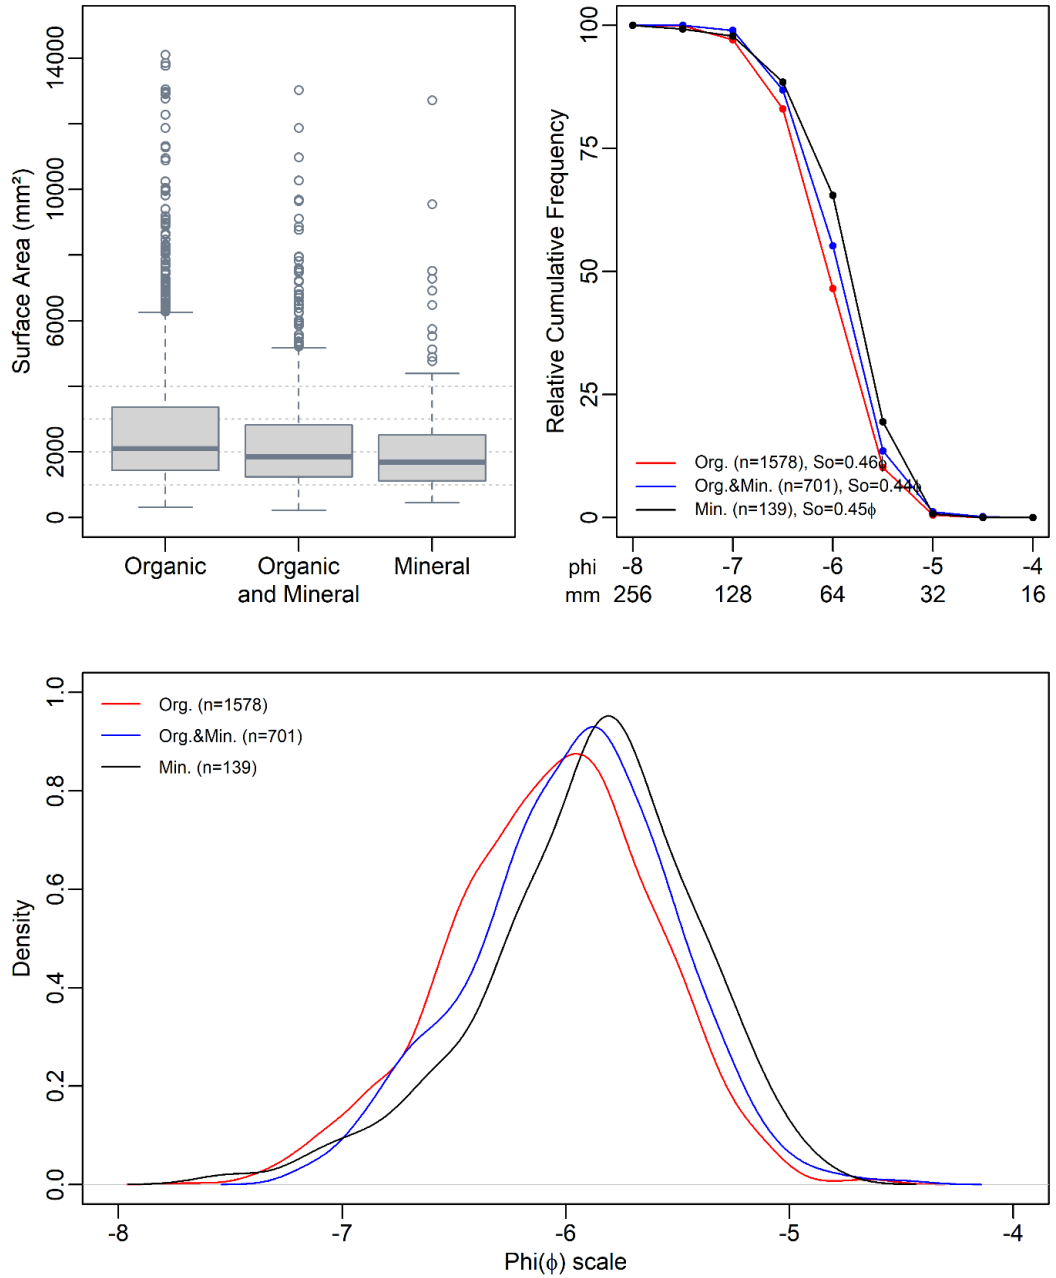 Surface Area (mm²)
14000
10000
6000
2000
0
Organic
Organic
and Mineral
Mineral
Relative Cumulative Frequency
100
75
50
25
0
Org. (n=1578), So=0.46ϕ
Org.&Min. (n=701), So=0.44ϕ
Min. (n=139), So=0.45ϕ
phi -8 -7 -6 -5 -4
mm 256 128 64 32 16
Density
1.0
0.8
0.6
0.4
0.2
0.0
Org. (n=1578)
Org.&Min. (n=701)
Min. (n=139)
-8 -7 -6 -5 -4
Phi(ϕ) scale